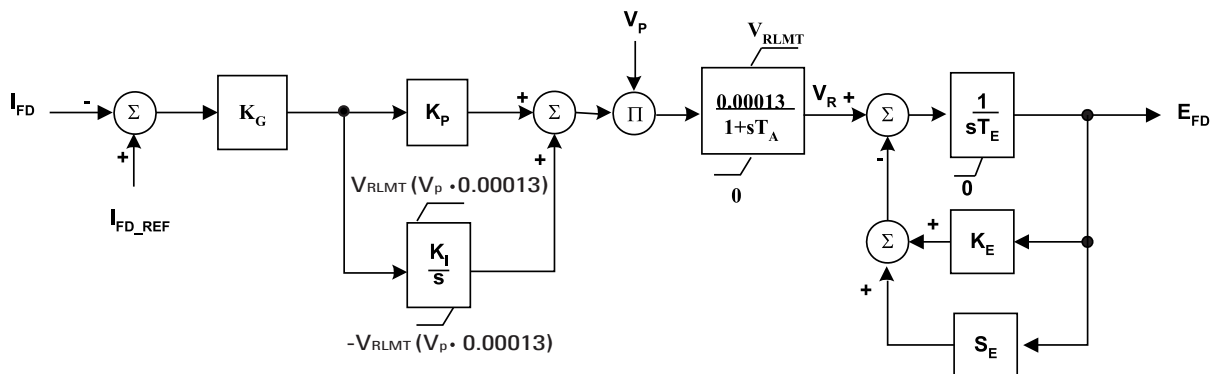 V_P
V_RLMT
I_FD
-
Σ
+
I_FD_REF
K_G
K_P
+
Σ
+
Π
0.00013
1+sT_A
0
V_R +
Σ
-
1
sT_E
0
E_FD
V_RLMT (V_p • 0.00013)
K_I
s
-V_RLMT (V_p • 0.00013)
Σ
+
K_E
+
S_E